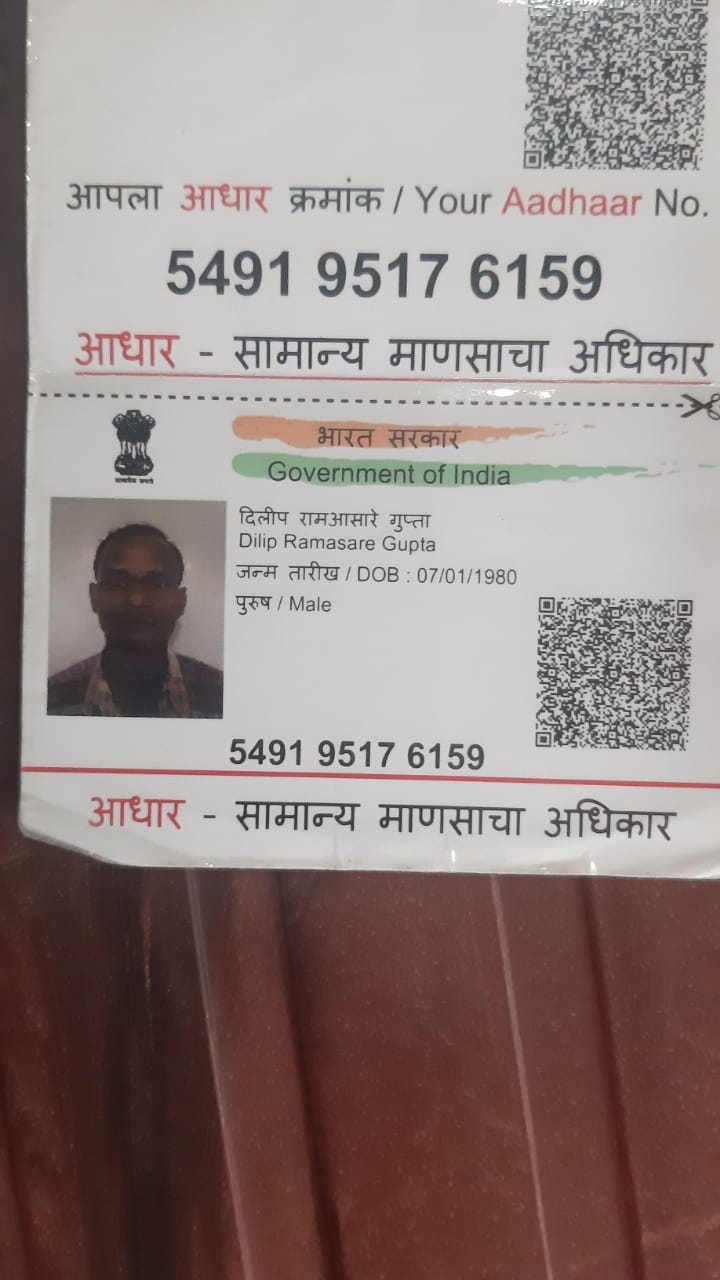 आपला आधार क्रमांक / Your Aadhaar No.
5491 9517 6159
आधार - सामान्य माणसाचा अधिकार
भारत सरकार
Government of India
सत्यमेव जयते
दिलीप रामआसारे गुप्ता
Dilip Ramasare Gupta
जन्म तारीख / DOB : 07/01/1980
पुरुष / Male
5491 9517 6159
आधार - सामान्य माणसाचा अधिकार